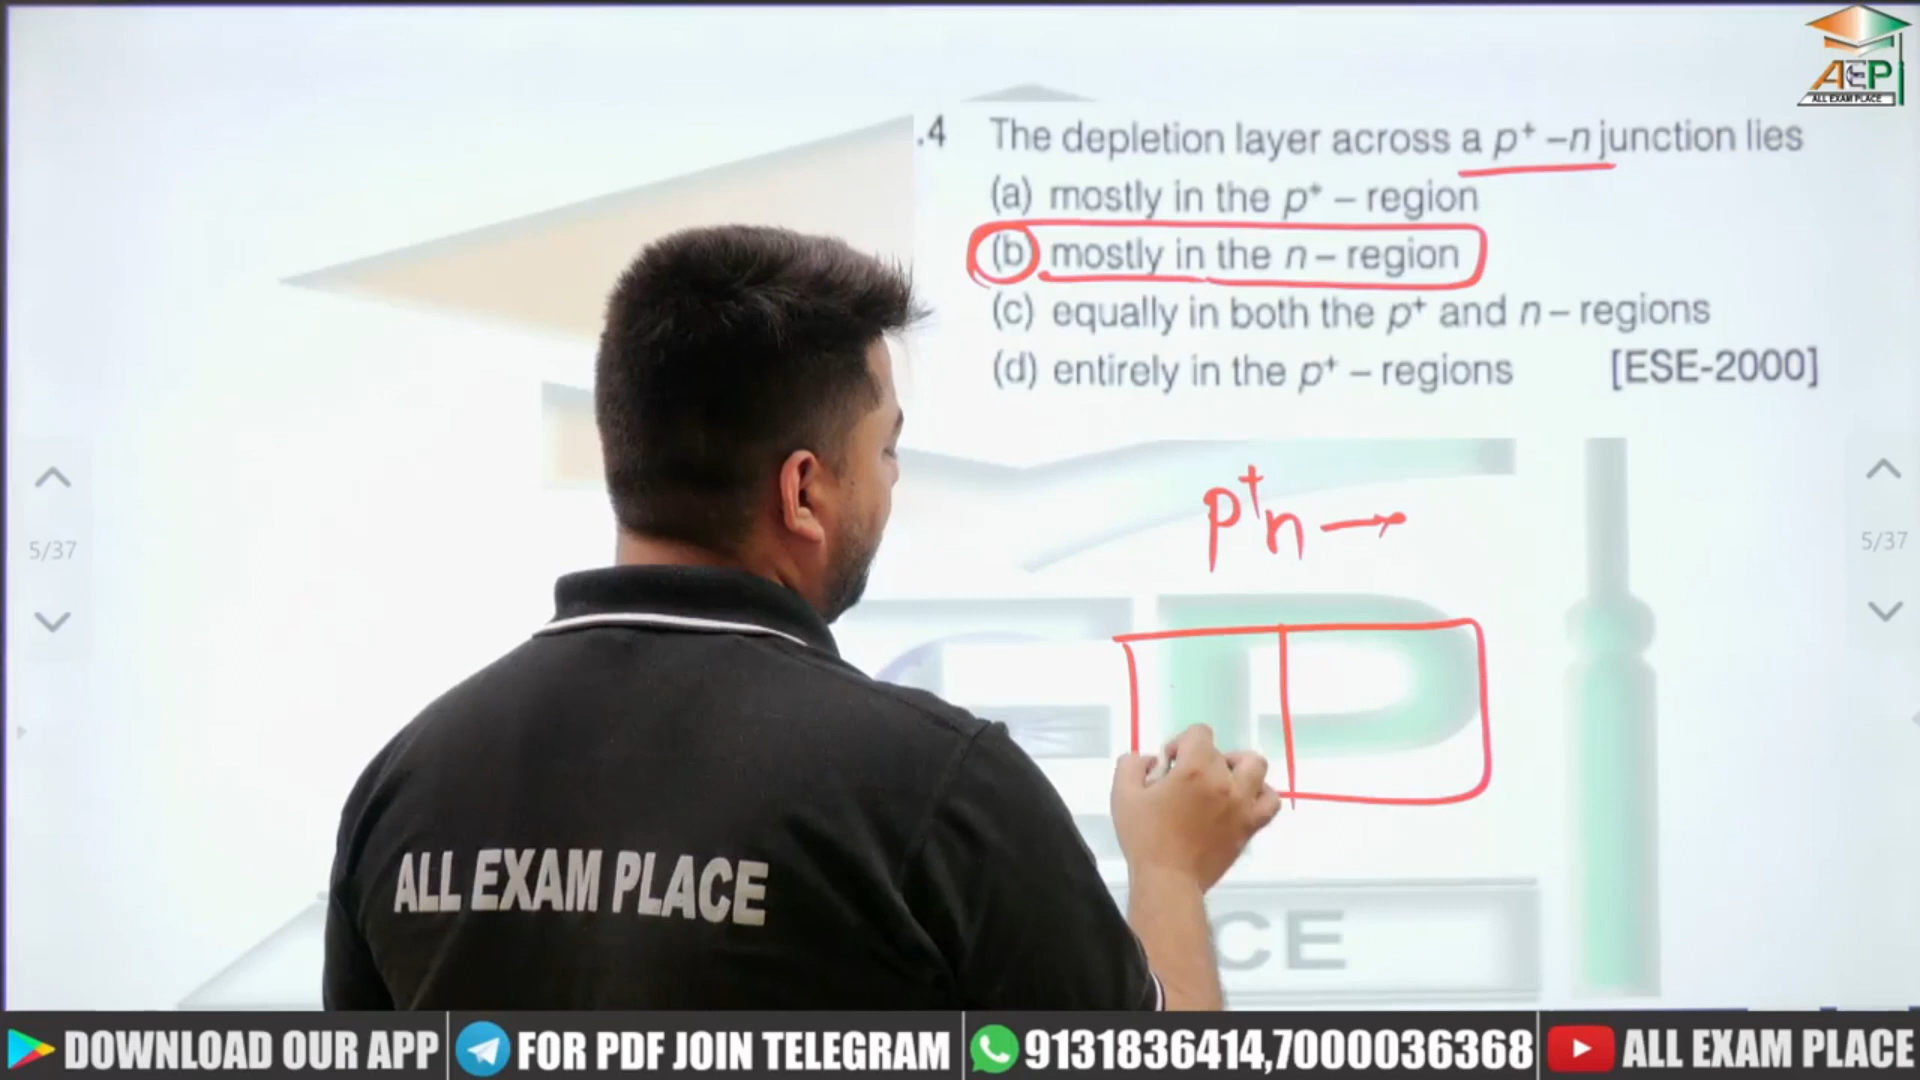 AEP
ALL EXAM PLACE
.4 The depletion layer across a p⁺ –n junction lies
(a) mostly in the p⁺ – region
(b) mostly in the n – region
(c) equally in both the p⁺ and n – regions
(d) entirely in the p⁺ – regions [ESE-2000]
p⁺n →
5/37
5/37
ALL EXAM PLACE
CE
DOWNLOAD OUR APP
FOR PDF JOIN TELEGRAM
9131836414,7000036368
ALL EXAM PLACE